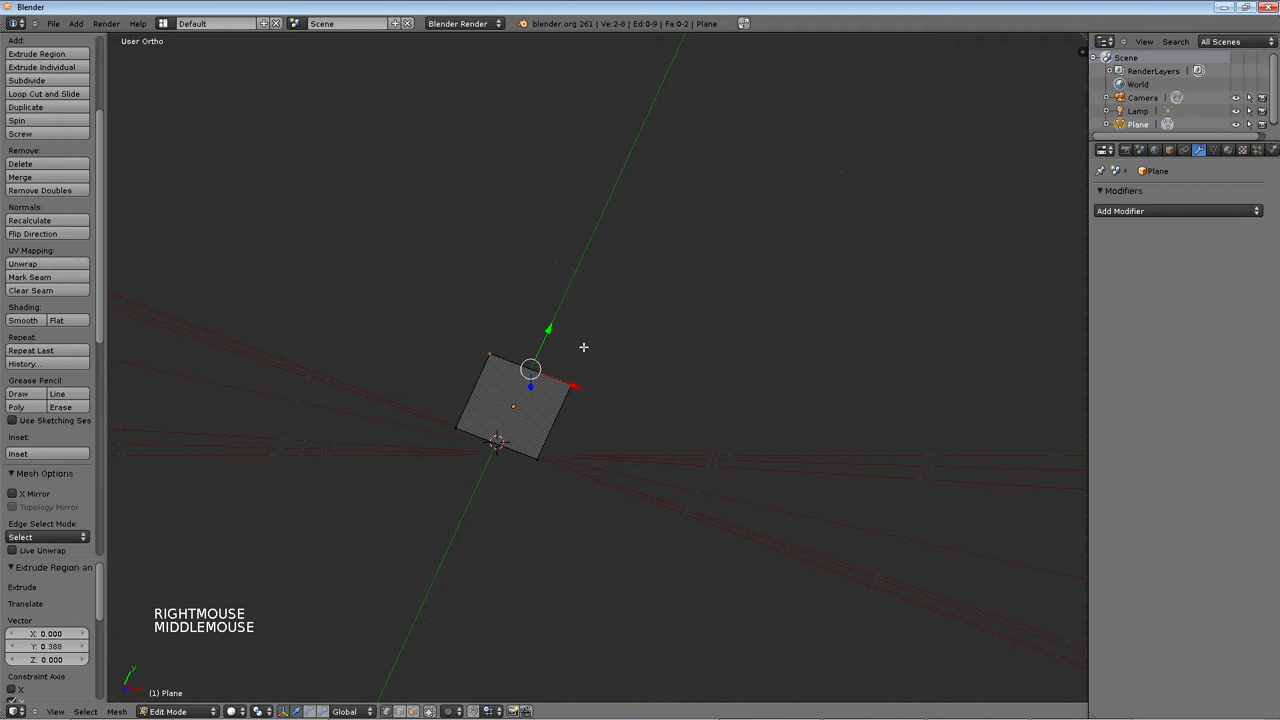 Blender
File Add Render Help Default Scene Blender Render blender.org 261 | Ve:2-8 | Ed:0-9 | Fa:0-2 | Plane
Add:
Extrude Region
Extrude Individual
Subdivide
Loop Cut and Slide
Duplicate
Spin
Screw
Remove:
Delete
Merge
Remove Doubles
Normals:
Recalculate
Flip Direction
UV Mapping:
Unwrap
Mark Seam
Clear Seam
Shading:
Smooth Flat
Repeat:
Repeat Last
History...
Grease Pencil:
Draw Line
Poly Erase
Use Sketching Ses
Inset:
Inset
Mesh Options
X Mirror
Topology Mirror
Edge Select Mode:
Select
Live Unwrap
Extrude Region an
Extrude
Translate
Vector
X: 0.000
Y: 0.388
Z: 0.000
Constraint Axis
X
User Ortho
RIGHTMOUSE
MIDDLEMOUSE
(1) Plane
View Select Mesh Edit Mode Global
View Search All Scenes
Scene
RenderLayers
World
Camera
Lamp
Plane
Plane
Modifiers
Add Modifier